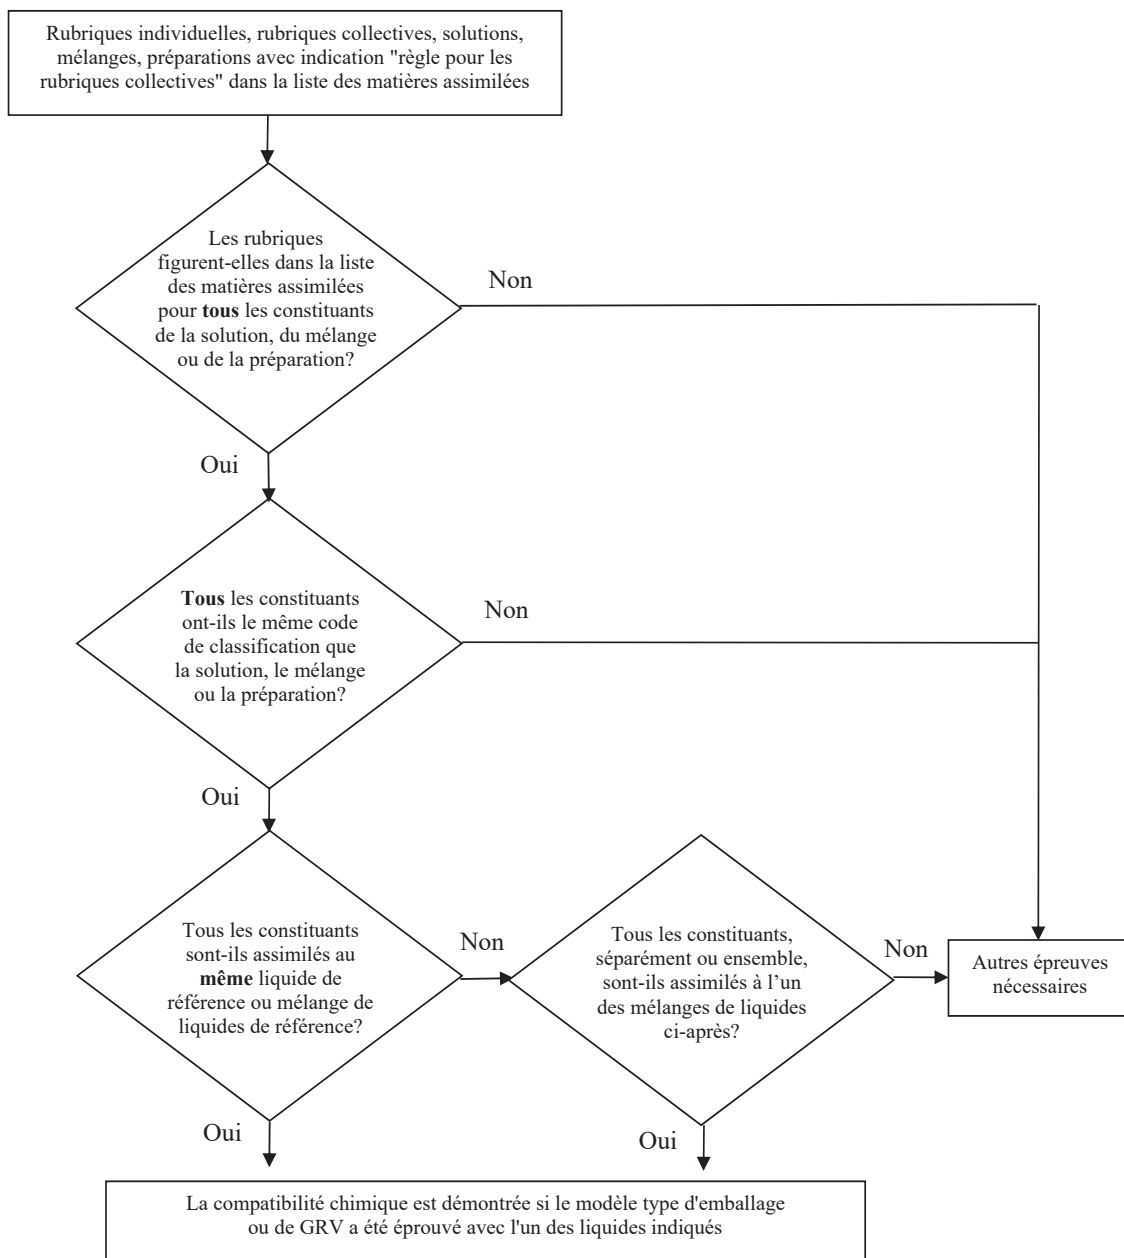 Rubriques individuelles, rubriques collectives, solutions,
mélanges, préparations avec indication "règle pour les
rubriques collectives" dans la liste des matières assimilées
Les rubriques
figurent-elles dans la liste
des matières assimilées
pour tous les constituants
de la solution, du mélange
ou de la préparation?
Non
Oui
Tous les constituants
ont-ils le même code
de classification que
la solution, le mélange
ou la préparation?
Non
Oui
Tous les constituants
sont-ils assimilés au
même liquide de
référence ou mélange de
liquides de référence?
Non
Tous les constituants,
séparément ou ensemble,
sont-ils assimilés à l'un
des mélanges de liquides
ci-après?
Non
Autres épreuves
nécessaires
Oui
Oui
La compatibilité chimique est démontrée si le modèle type d'emballage
ou de GRV a été éprouvé avec l'un des liquides indiqués